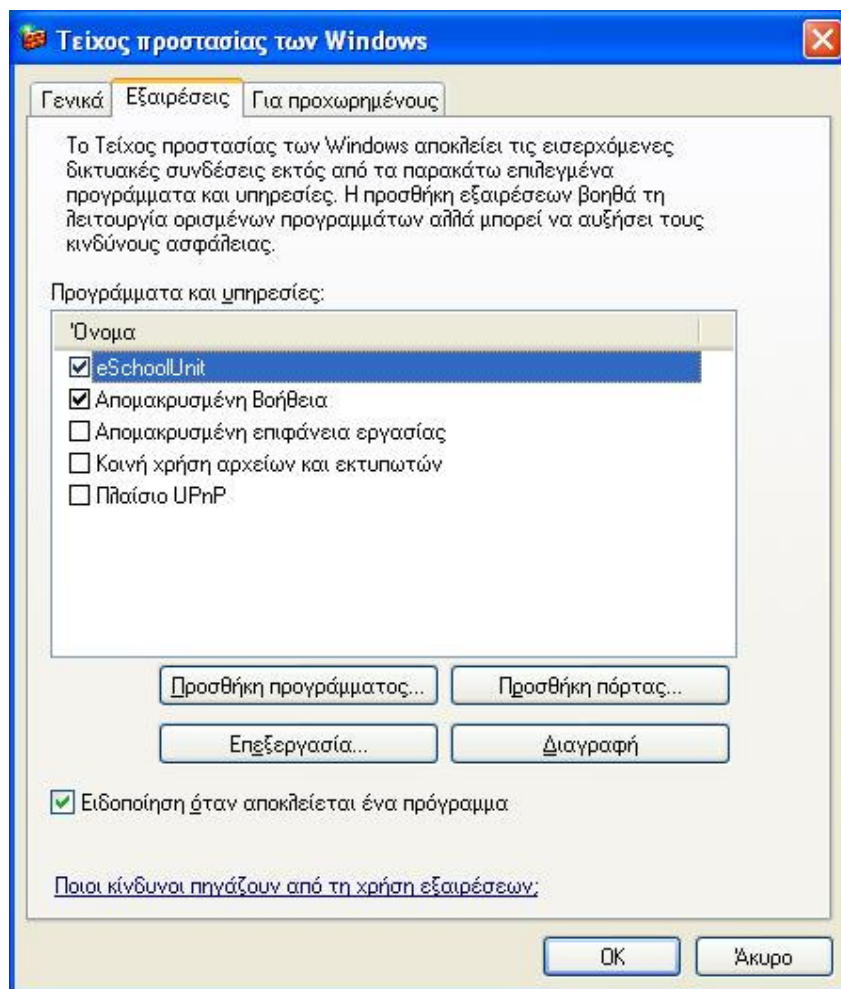 Τείχος προστασίας των Windows
Γενικά Εξαιρέσεις Για προχωρημένους
Το Τείχος προστασίας των Windows αποκλείει τις εισερχόμενες
δικτυακές συνδέσεις εκτός από τα παρακάτω επιλεγμένα
προγράμματα και υπηρεσίες. Η προσθήκη εξαιρέσεων βοηθά τη
λειτουργία ορισμένων προγραμμάτων αλλά μπορεί να αυξήσει τους
κινδύνους ασφάλειας.
Προγράμματα και υπηρεσίες:
Όνομα
eSchoolUnit
Απομακρυσμένη Βοήθεια
Απομακρυσμένη επιφάνεια εργασίας
Κοινή χρήση αρχείων και εκτυπωτών
Πλαίσιο UPnP
Προσθήκη προγράμματος... Προσθήκη πόρτας...
Επεξεργασία... Διαγραφή
Ειδοποίηση όταν αποκλείεται ένα πρόγραμμα
Ποιοι κίνδυνοι πηγάζουν από τη χρήση εξαιρέσεων;
OK Άκυρο